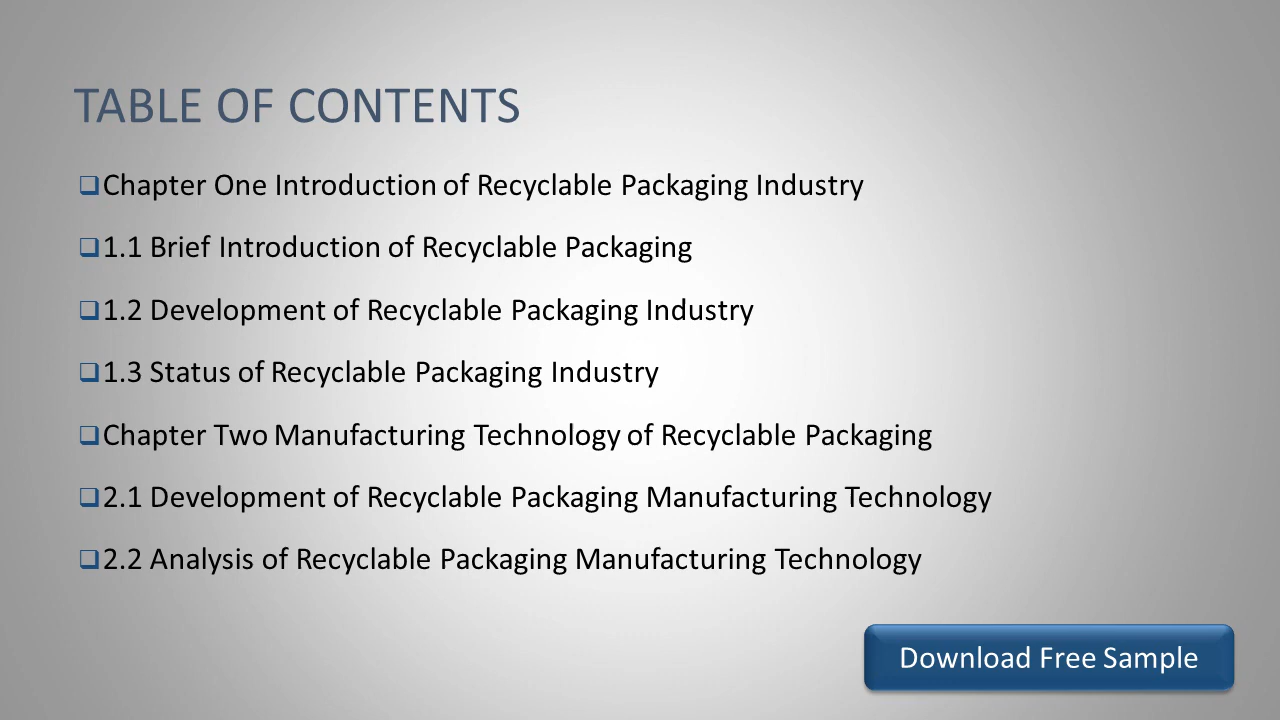 TABLE OF CONTENTS
❑Chapter One Introduction of Recyclable Packaging Industry
❑1.1 Brief Introduction of Recyclable Packaging
❑1.2 Development of Recyclable Packaging Industry
❑1.3 Status of Recyclable Packaging Industry
❑Chapter Two Manufacturing Technology of Recyclable Packaging
❑2.1 Development of Recyclable Packaging Manufacturing Technology
❑2.2 Analysis of Recyclable Packaging Manufacturing Technology
Download Free Sample